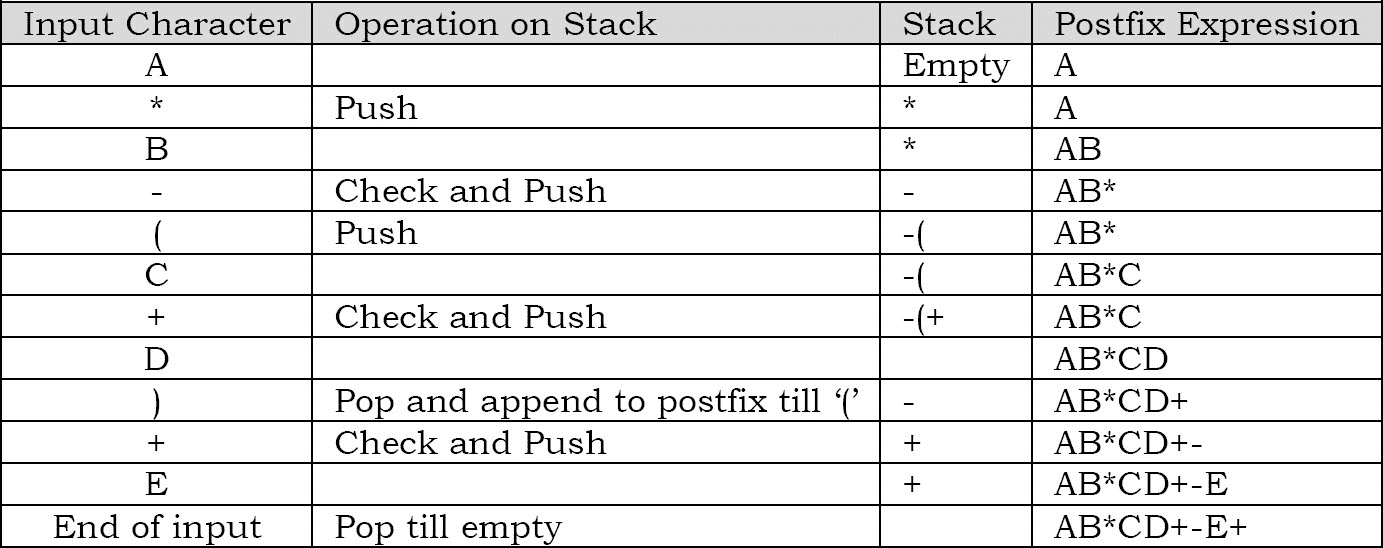 Input Character Operation on Stack Stack Postfix Expression
A Empty A
* Push * A
B * AB
- Check and Push - AB*
( Push -( AB*
C -( AB*C
+ Check and Push -(+ AB*C
D AB*CD
) Pop and append to postfix till ‘(’ - AB*CD+
+ Check and Push + AB*CD+-
E + AB*CD+-E
End of input Pop till empty AB*CD+-E+